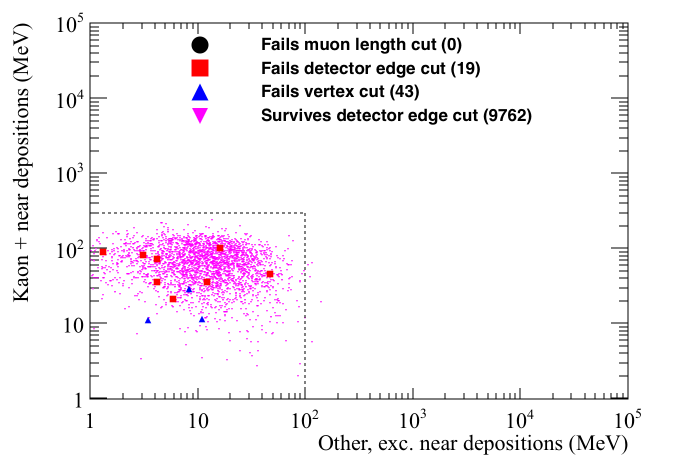 Kaon + near depositions (MeV)
10^5
10^4
10^3
10^2
10
1
Fails muon length cut (0)
Fails detector edge cut (19)
Fails vertex cut (43)
Survives detector edge cut (9762)
1 10 10^2 10^3 10^4 10^5
Other, exc. near depositions (MeV)